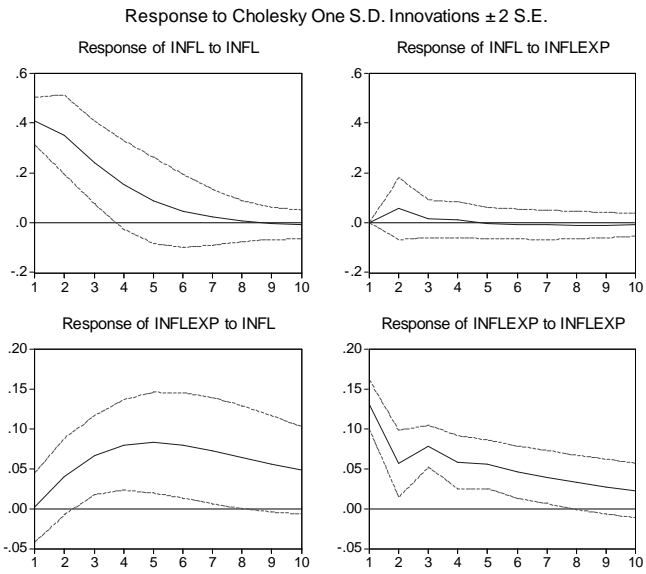 Response to Cholesky One S.D. Innovations ± 2 S.E.
Response of INFL to INFL
.6
.4
.2
.0
-.2
1 2 3 4 5 6 7 8 9 10
Response of INFL to INFLEXP
.6
.4
.2
.0
-.2
1 2 3 4 5 6 7 8 9 10
Response of INFLEXP to INFL
.20
.15
.10
.05
.00
-.05
1 2 3 4 5 6 7 8 9 10
Response of INFLEXP to INFLEXP
.20
.15
.10
.05
.00
-.05
1 2 3 4 5 6 7 8 9 10